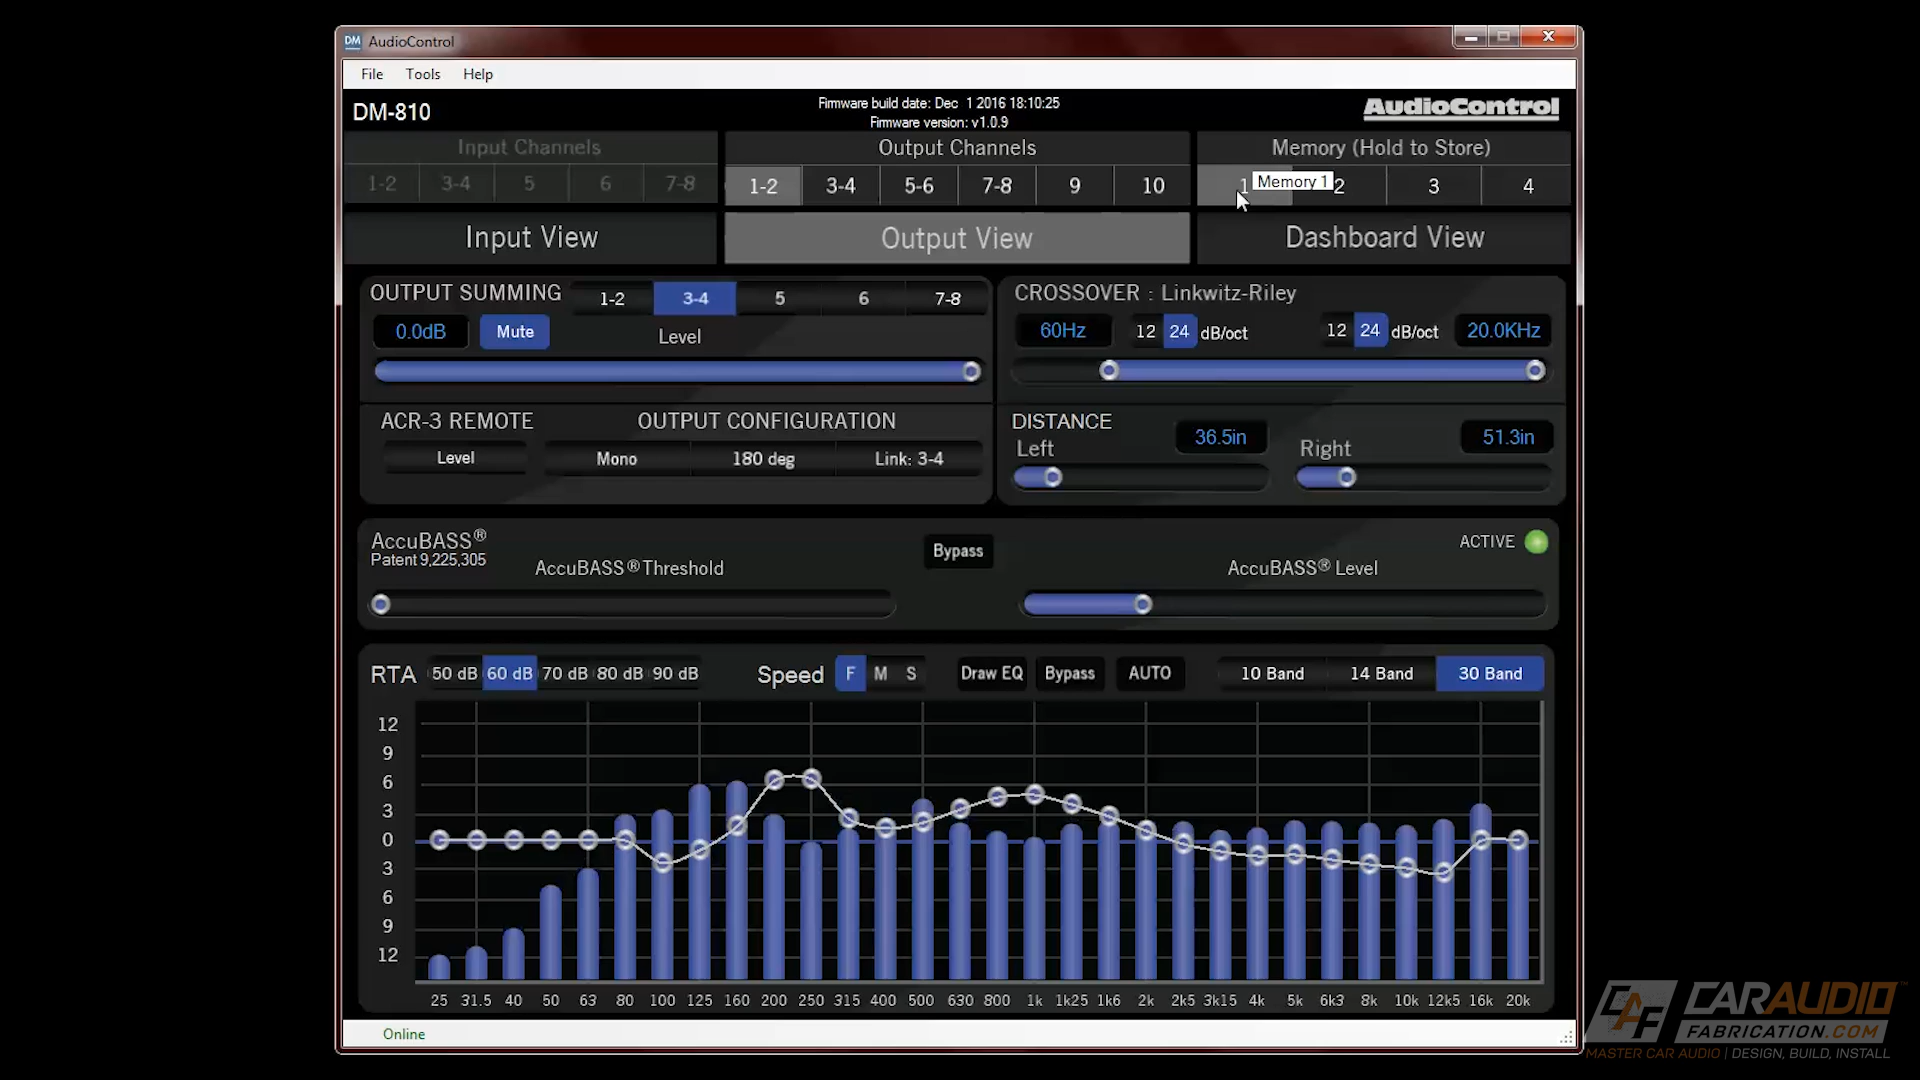 DM AudioControl
File Tools Help
DM-810
Firmware build date: Dec 1 2016 18:10:25
Firmware version: v1.0.9
AudioControl
Input Channels
1-2 3-4 5 6 7-8
Output Channels
1-2 3-4 5-6 7-8 9 10
Memory (Hold to Store)
1 Memory 1 2 3 4
Input View
Output View
Dashboard View
OUTPUT SUMMING 1-2 3-4 5 6 7-8
0.0dB Mute Level
CROSSOVER : Linkwitz-Riley
60Hz 12 24 dB/oct 12 24 dB/oct 20.0KHz
ACR-3 REMOTE
Level
OUTPUT CONFIGURATION
Mono 180 deg Link: 3-4
DISTANCE
Left 36.5in Right 51.3in
AccuBASS®
Patent 9,225,305
AccuBASS® Threshold
Bypass
AccuBASS® Level
ACTIVE
RTA 50 dB 60 dB 70 dB 80 dB 90 dB Speed F M S Draw EQ Bypass AUTO 10 Band 14 Band 30 Band
12
9
6
3
0
3
6
9
12
25 31.5 40 50 63 80 100 125 160 200 250 315 400 500 630 800 1k 1k25 1k6 2k 2k5 3k15 4k 5k 6k3 8k 10k 12k5 16k 20k
Online
CAF CARAUDIO
FABRICATION.COM
MASTER CAR AUDIO | DESIGN, BUILD, INSTALL